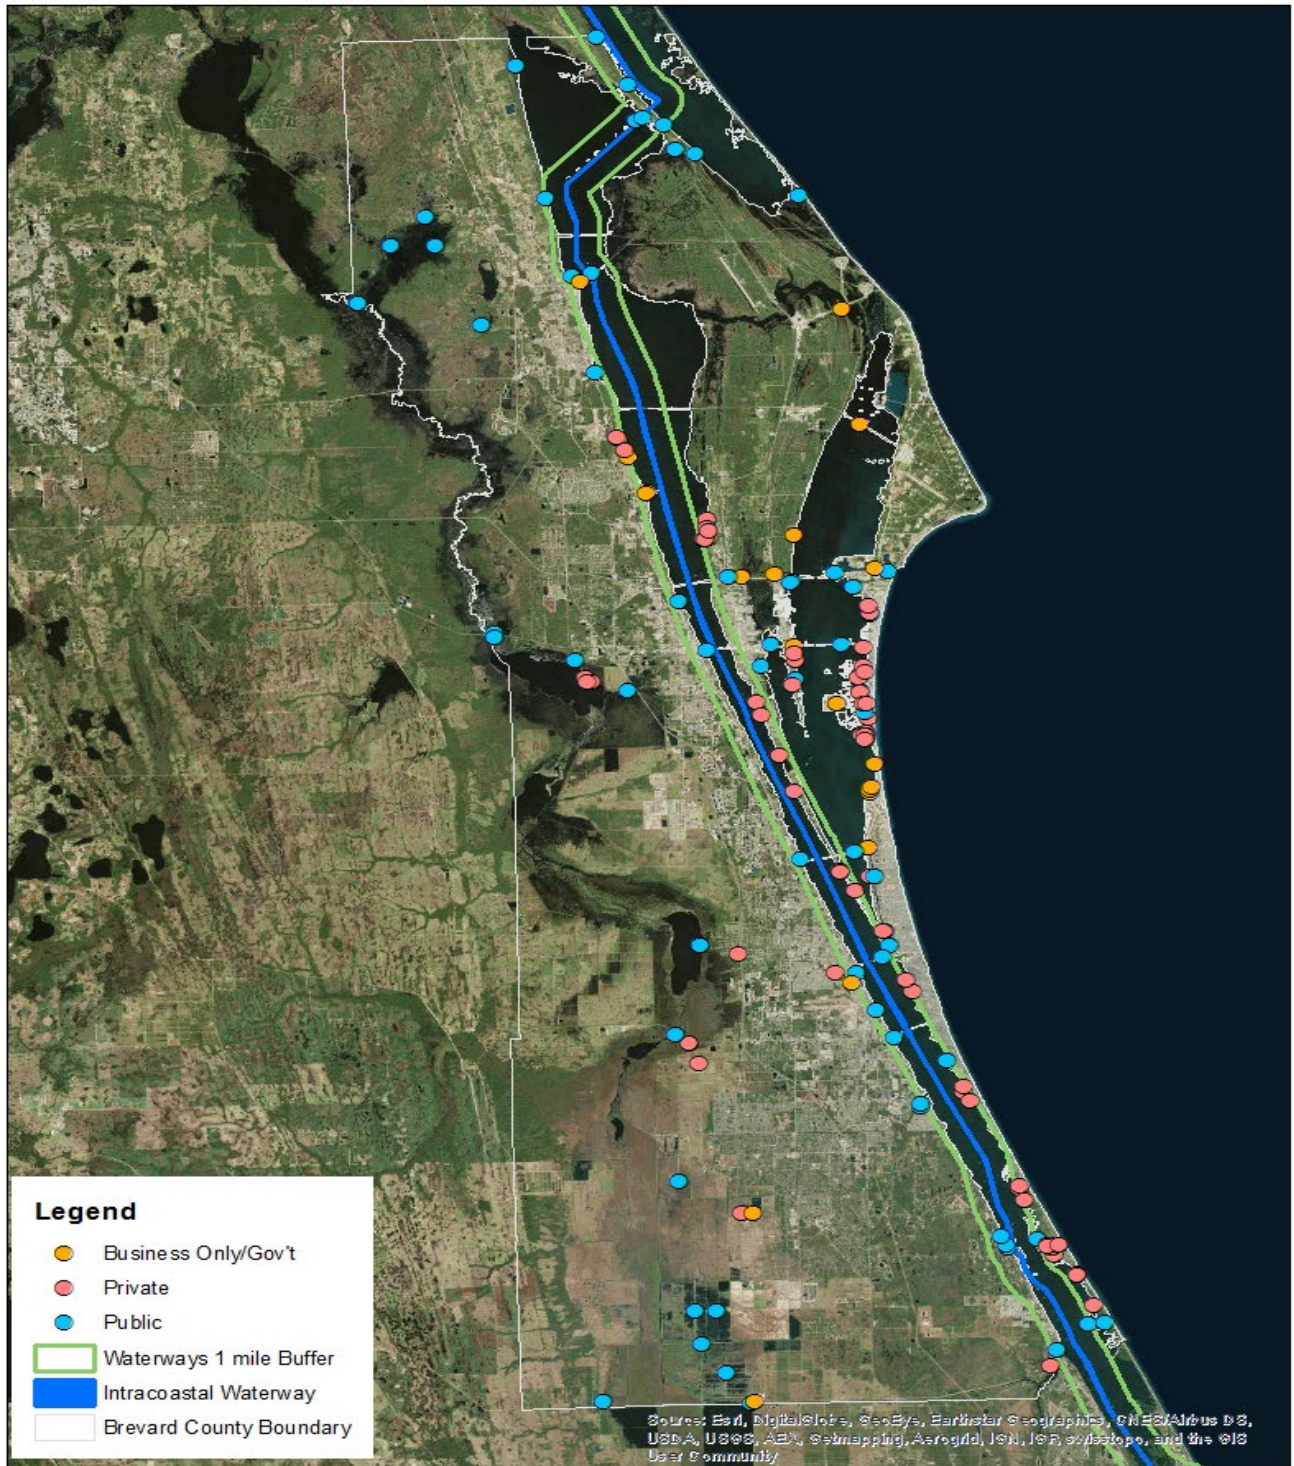 Legend
Business Only/Gov't
Private
Public
Waterways 1 mile Buffer
Intracoastal Waterway
Brevard County Boundary
Source: Esri, DigitalGlobe, GeoEye, Earthstar Geographics, CNES/Airbus DS,
USDA, USGS, AEX, Getmapping, Aerogrid, IGN, IGP, swisstopo, and the GIS
User Community